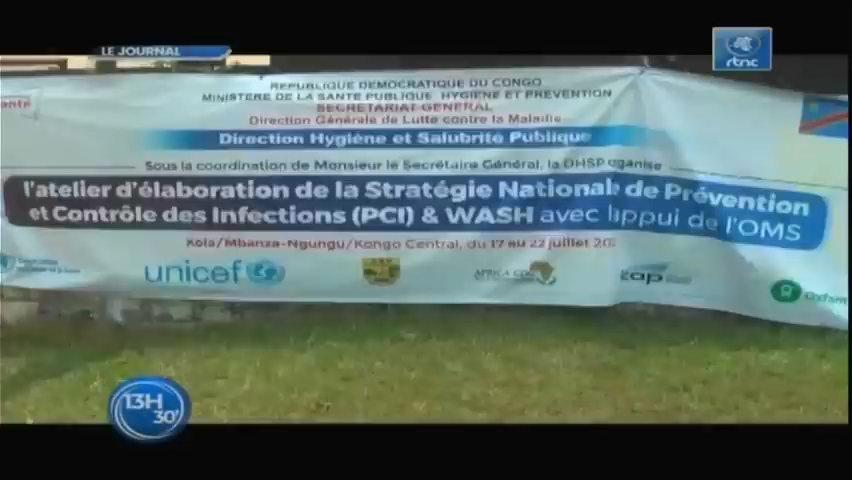 LE JOURNAL
rtnc
REPUBLIQUE DEMOCRATIQUE DU CONGO
MINISTERE DE LA SANTE PUBLIQUE, HYGIENE ET PREVENTION
SECRETARIAT GENERAL
Direction Générale de Lutte contre la Maladie
Direction Hygiène et Salubrité Publique
Sous la coordination de Monsieur le Secrétaire Général, la DHSP organise
l'atelier d'élaboration de la Stratégie Nationale de Prévention
et Contrôle des Infections (PCI) & WASH avec l'appui de l'OMS
Kola/Mbanza-Ngungu/Kongo Central, du 17 au 22 juillet 20
unicef
AFRICA CDC
Oxfam
13H
30'